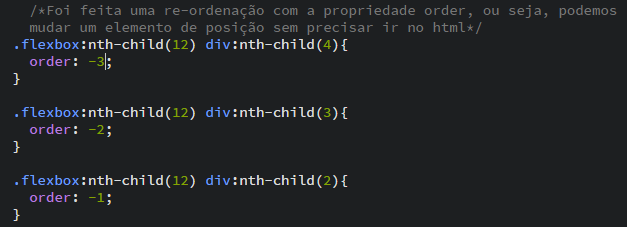 /*Foi feita uma re-ordenação com a propriedade order, ou seja, podemos
mudar um elemento de posição sem precisar ir no html*/
.flexbox:nth-child(12) div:nth-child(4){
order: -3;
}
.flexbox:nth-child(12) div:nth-child(3){
order: -2;
}
.flexbox:nth-child(12) div:nth-child(2){
order: -1;
}